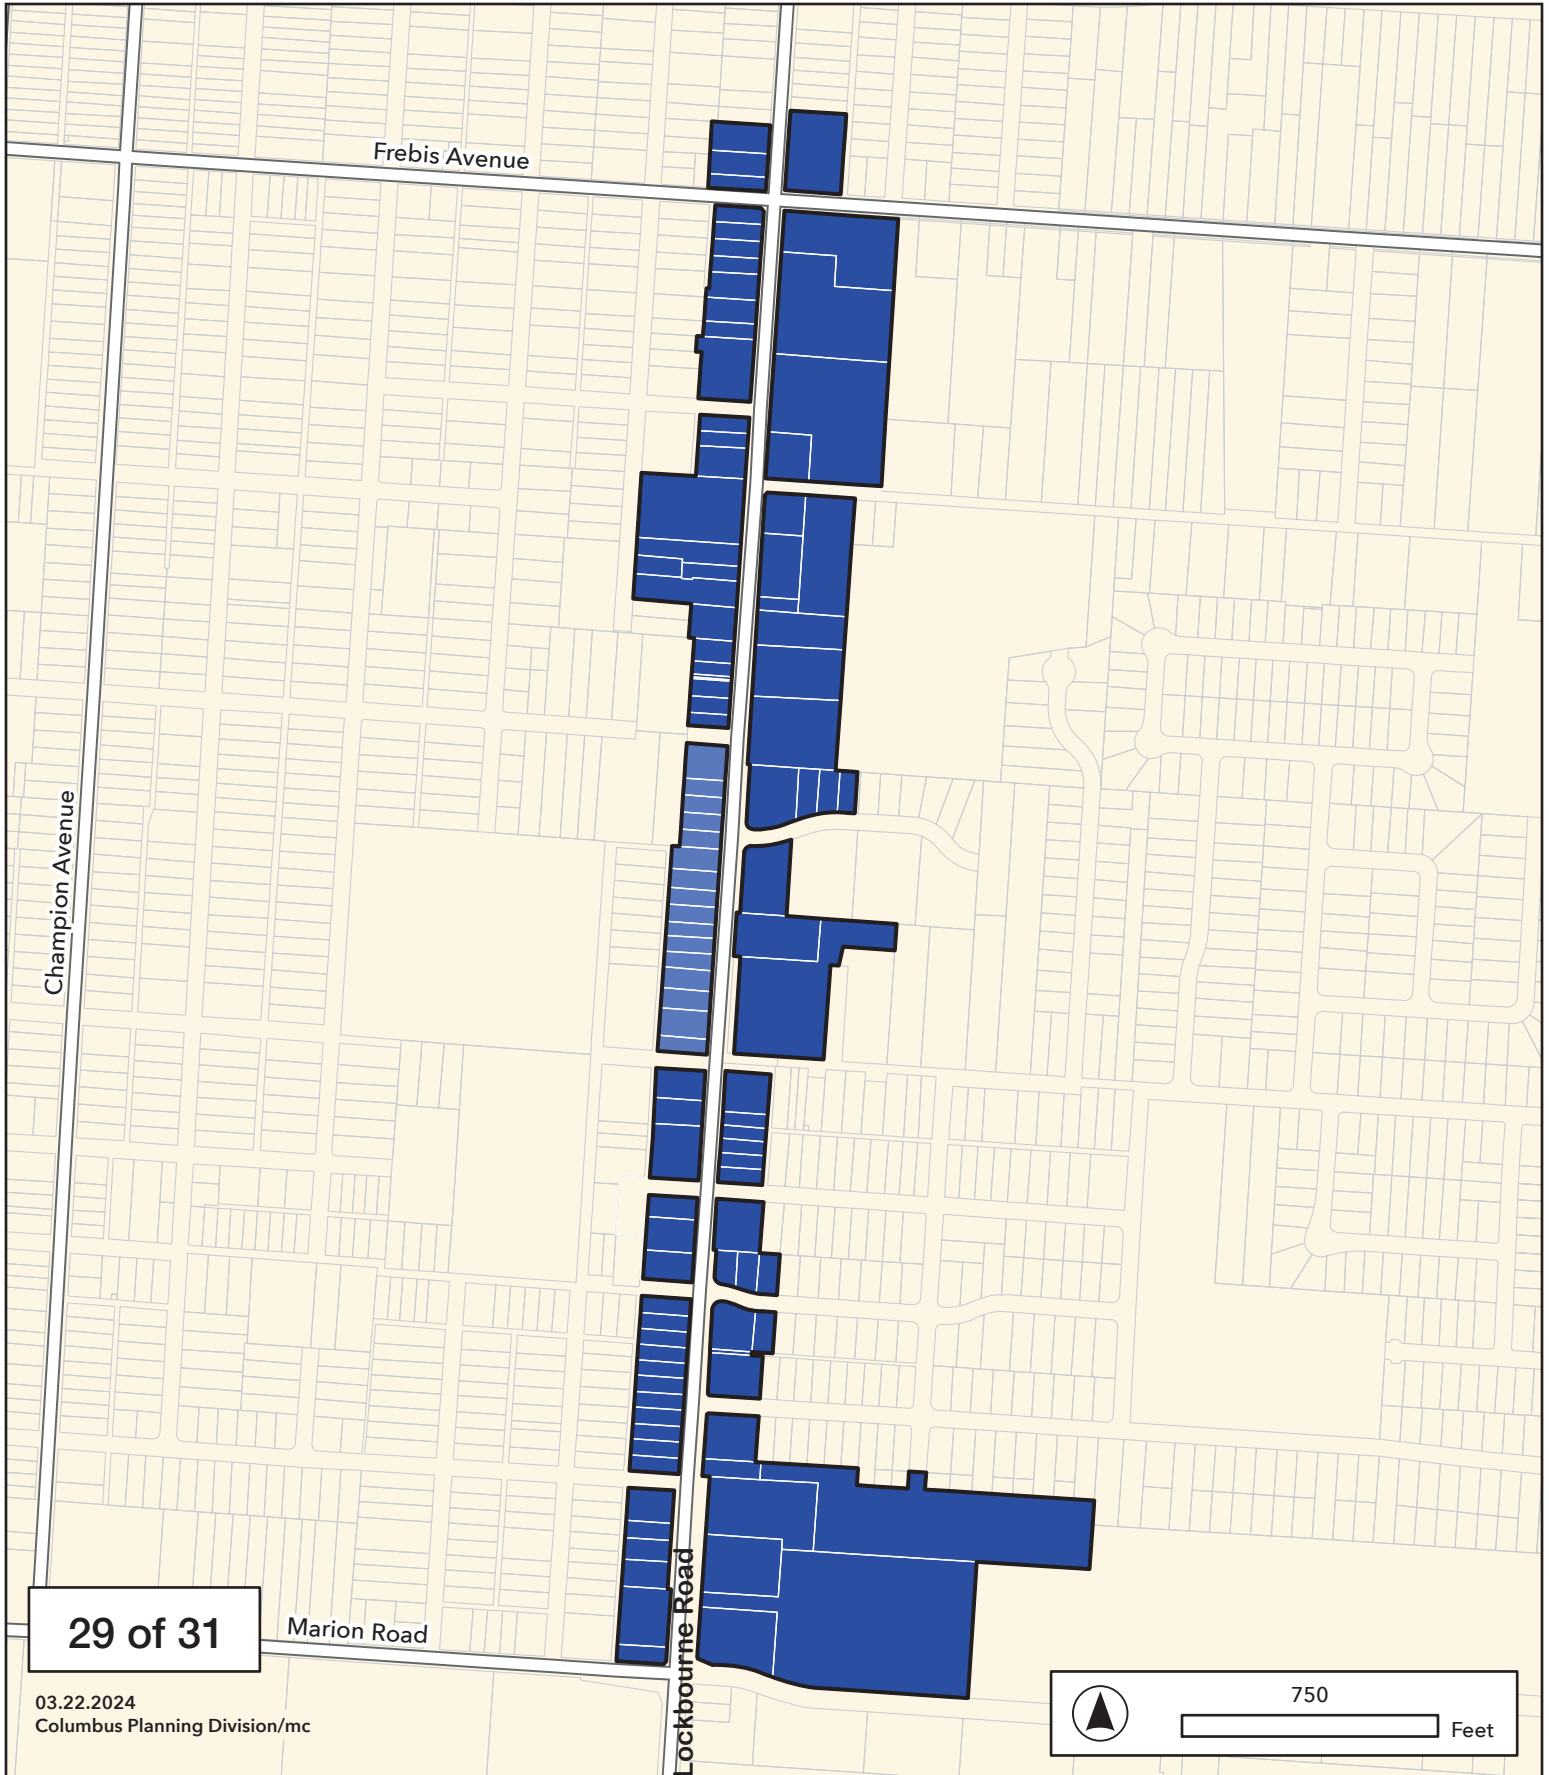 Frebis Avenue
Champion Avenue
Lockbourne Road
29 of 31
Marion Road
03.22.2024
Columbus Planning Division/mc
750
Feet